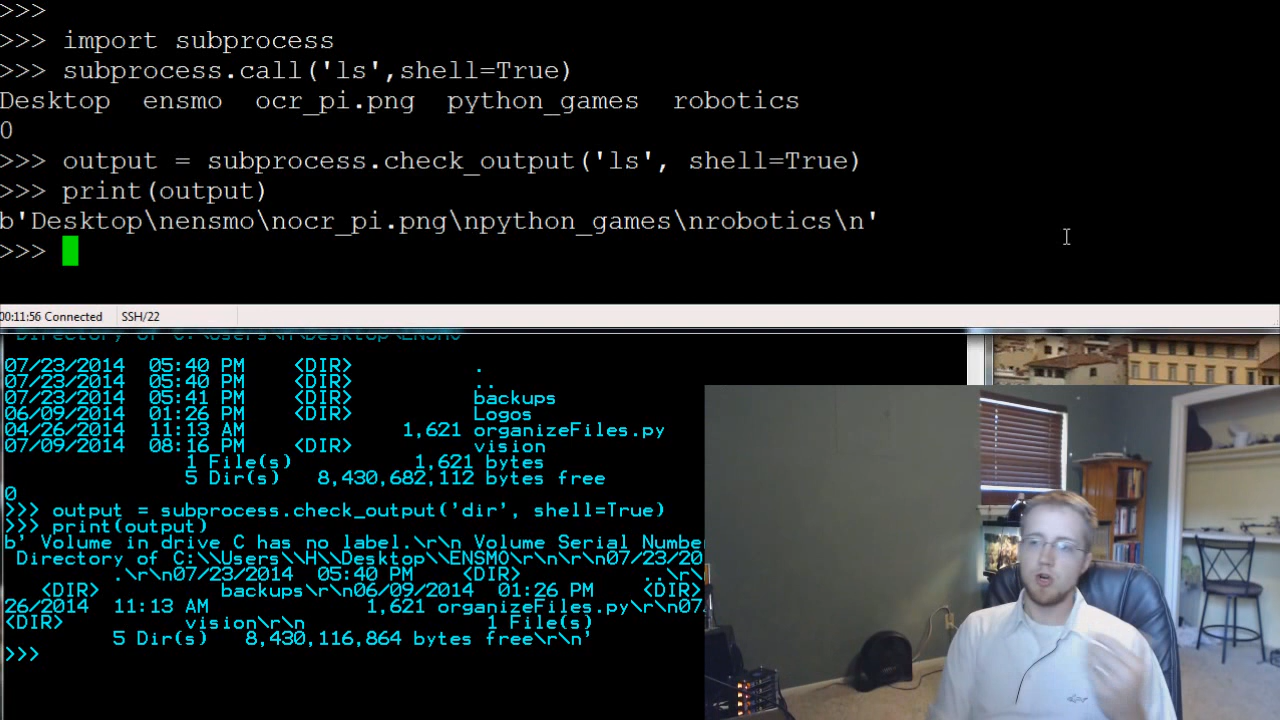 >>>
>>> import subprocess
>>> subprocess.call('ls',shell=True)
Desktop ensmo ocr_pi.png python_games robotics
0
>>> output = subprocess.check_output('ls', shell=True)
>>> print(output)
b'Desktop\nensmo\nocr_pi.png\npython_games\nrobotics\n'
>>>
00:11:56 Connected SSH/22
Directory of C:\Users\H\Desktop\ENSMO
07/23/2014 05:40 PM <DIR> .
07/23/2014 05:40 PM <DIR> ..
07/23/2014 05:41 PM <DIR> backups
06/09/2014 01:26 PM <DIR> Logos
04/26/2014 11:13 AM 1,621 organizeFiles.py
07/09/2014 08:16 PM <DIR> vision
1 File(s) 1,621 bytes
5 Dir(s) 8,430,682,112 bytes free
0
>>> output = subprocess.check_output('dir', shell=True)
>>> print(output)
b' Volume in drive C has no label.\r\n Volume Serial Number
Directory of C:\\Users\\H\\Desktop\\ENSMO\r\n\r\n07/23/20
.\r\n07/23/2014 05:40 PM <DIR> ..\r\
<DIR> backups\r\n06/09/2014 01:26 PM <DIR>
26/2014 11:13 AM 1,621 organizeFiles.py\r\n07
<DIR> vision\r\n 1 File(s)
5 Dir(s) 8,430,116,864 bytes free\r\n'
>>>